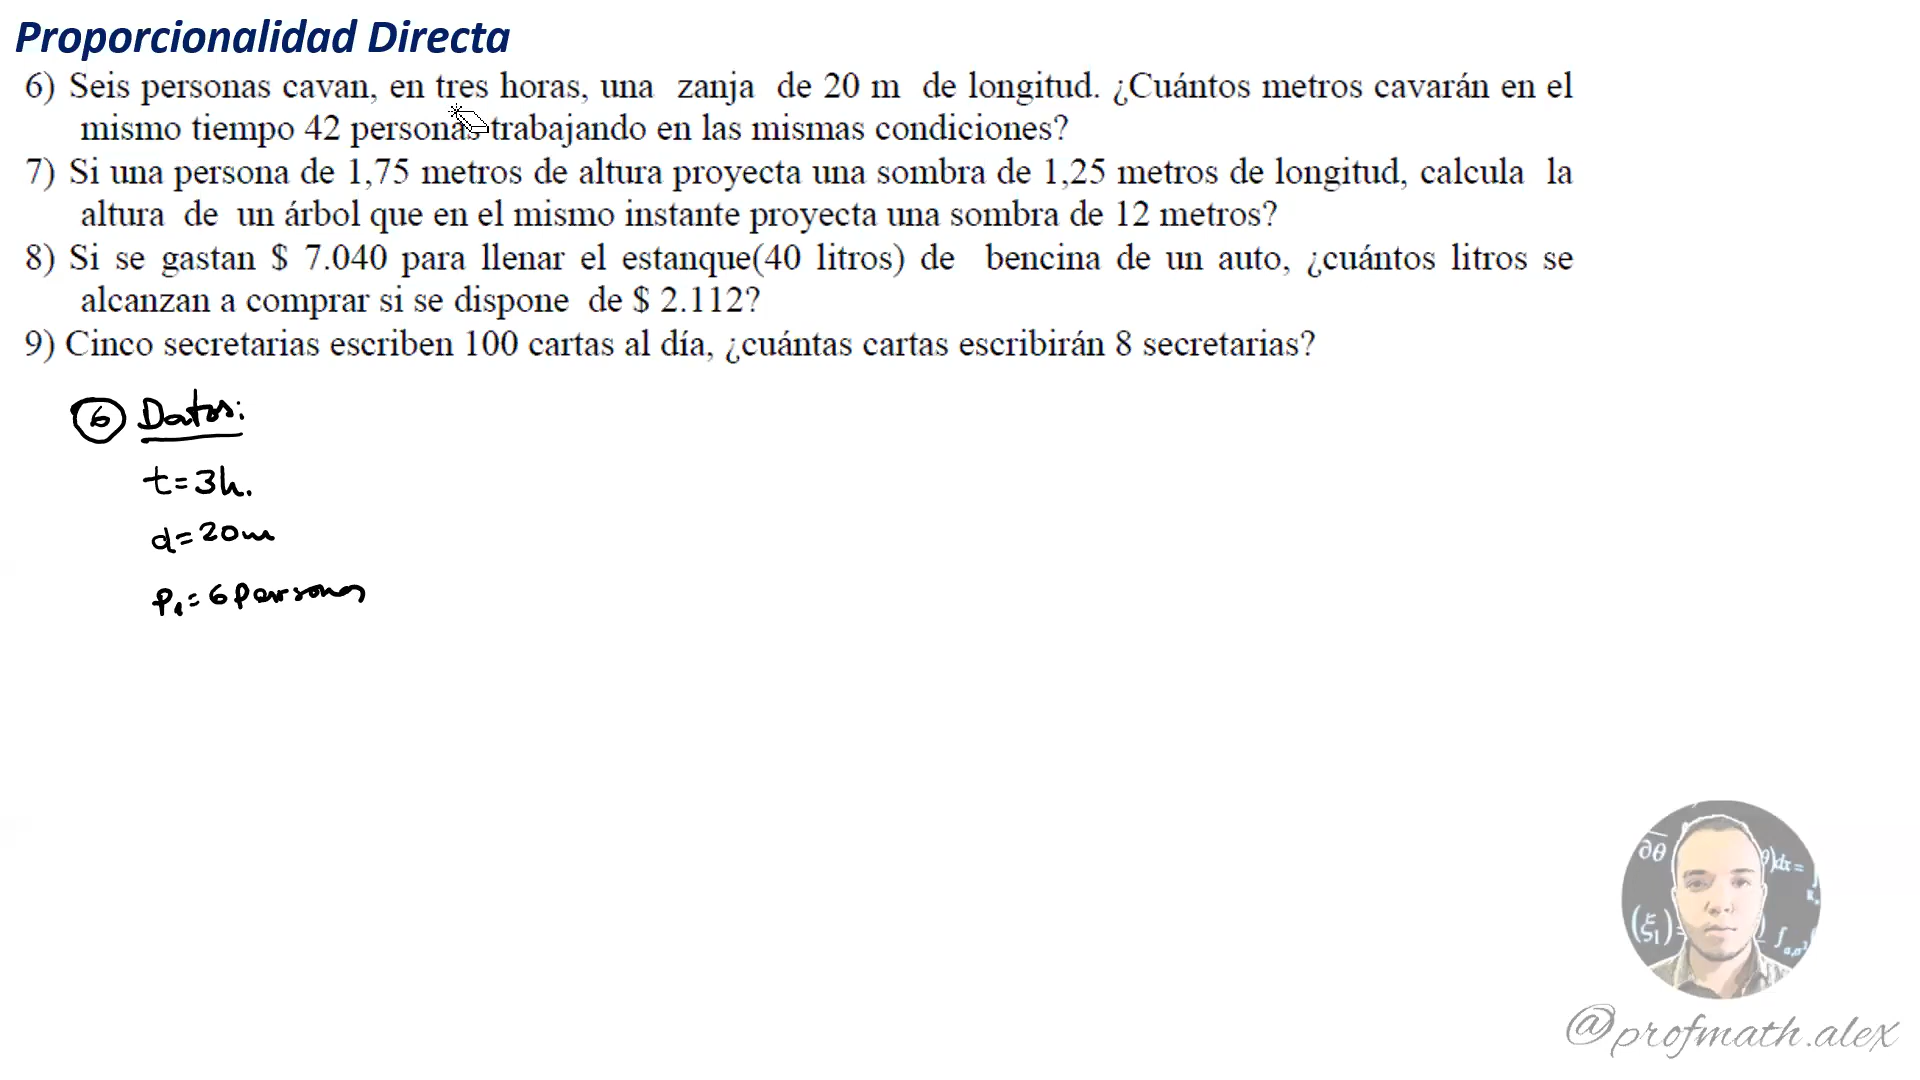 Proporcionalidad Directa
6) Seis personas cavan, en tres horas, una zanja de 20 m de longitud. ¿Cuántos metros cavarán en el
mismo tiempo 42 personas trabajando en las mismas condiciones?
7) Si una persona de 1,75 metros de altura proyecta una sombra de 1,25 metros de longitud, calcula la
altura de un árbol que en el mismo instante proyecta una sombra de 12 metros?
8) Si se gastan $ 7.040 para llenar el estanque(40 litros) de bencina de un auto, ¿cuántos litros se
alcanzan a comprar si se dispone de $ 2.112?
9) Cinco secretarias escriben 100 cartas al día, ¿cuántas cartas escribirán 8 secretarias?
6 Datos:
t=3h.
d=20m
P₁=6 Personas
@profmath.alex